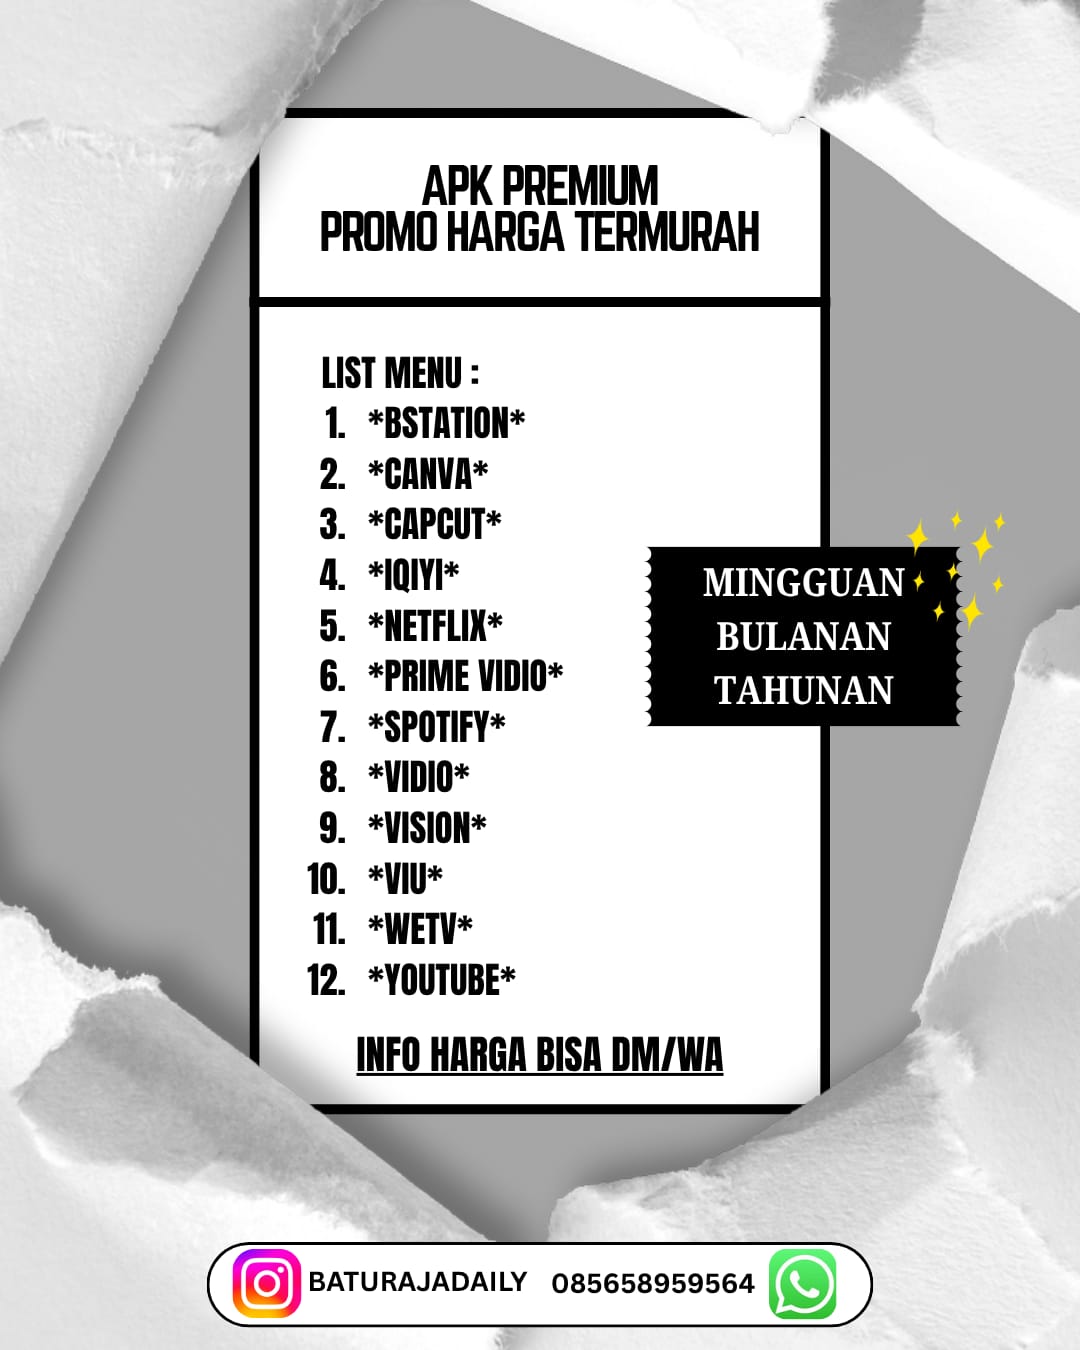 APK PREMIUM
PROMO HARGA TERMURAH
LIST MENU :
1. *BSTATION*
2. *CANVA*
3. *CAPCUT*
4. *IQIYI*
5. *NETFLIX*
6. *PRIME VIDIO*
7. *SPOTIFY*
8. *VIDIO*
9. *VISION*
10. *VIU*
11. *WETV*
12. *YOUTUBE*
MINGGUAN
BULANAN
TAHUNAN
INFO HARGA BISA DM/WA
BATURAJADAILY 085658959564